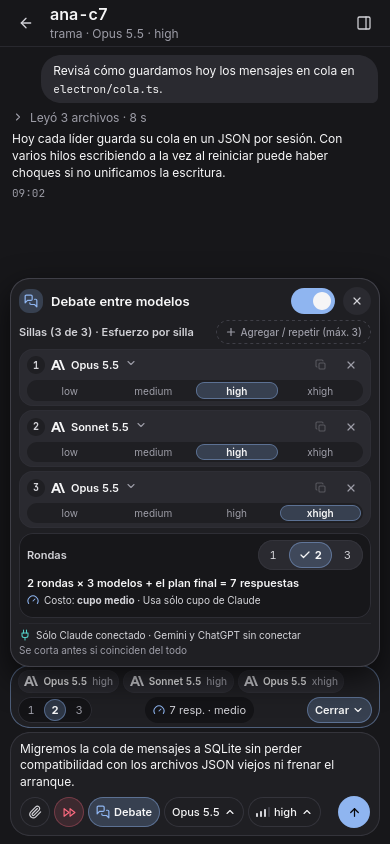 ana-c7
trama · Opus 5.5 · high
Revisá cómo guardamos hoy los mensajes en cola en
electron/cola.ts.
Leyó 3 archivos · 8 s
Hoy cada líder guarda su cola en un JSON por sesión. Con
varios hilos escribiendo a la vez al reiniciar puede haber
choques si no unificamos la escritura.
09:02
Debate entre modelos
Sillas (3 de 3) · Esfuerzo por silla
Agregar / repetir (máx. 3)
1 Opus 5.5
low medium high xhigh
2 Sonnet 5.5
low medium high xhigh
3 Opus 5.5
low medium high xhigh
Rondas 1 2 3
2 rondas × 3 modelos + el plan final = 7 respuestas
Costo: cupo medio · Usa sólo cupo de Claude
Sólo Claude conectado · Gemini y ChatGPT sin conectar
Se corta antes si coinciden del todo
Opus 5.5 high Sonnet 5.5 high Opus 5.5 xhigh
1 2 3 7 resp. · medio Cerrar
Migremos la cola de mensajes a SQLite sin perder
compatibilidad con los archivos JSON viejos ni frenar el
arranque.
Debate Opus 5.5 high